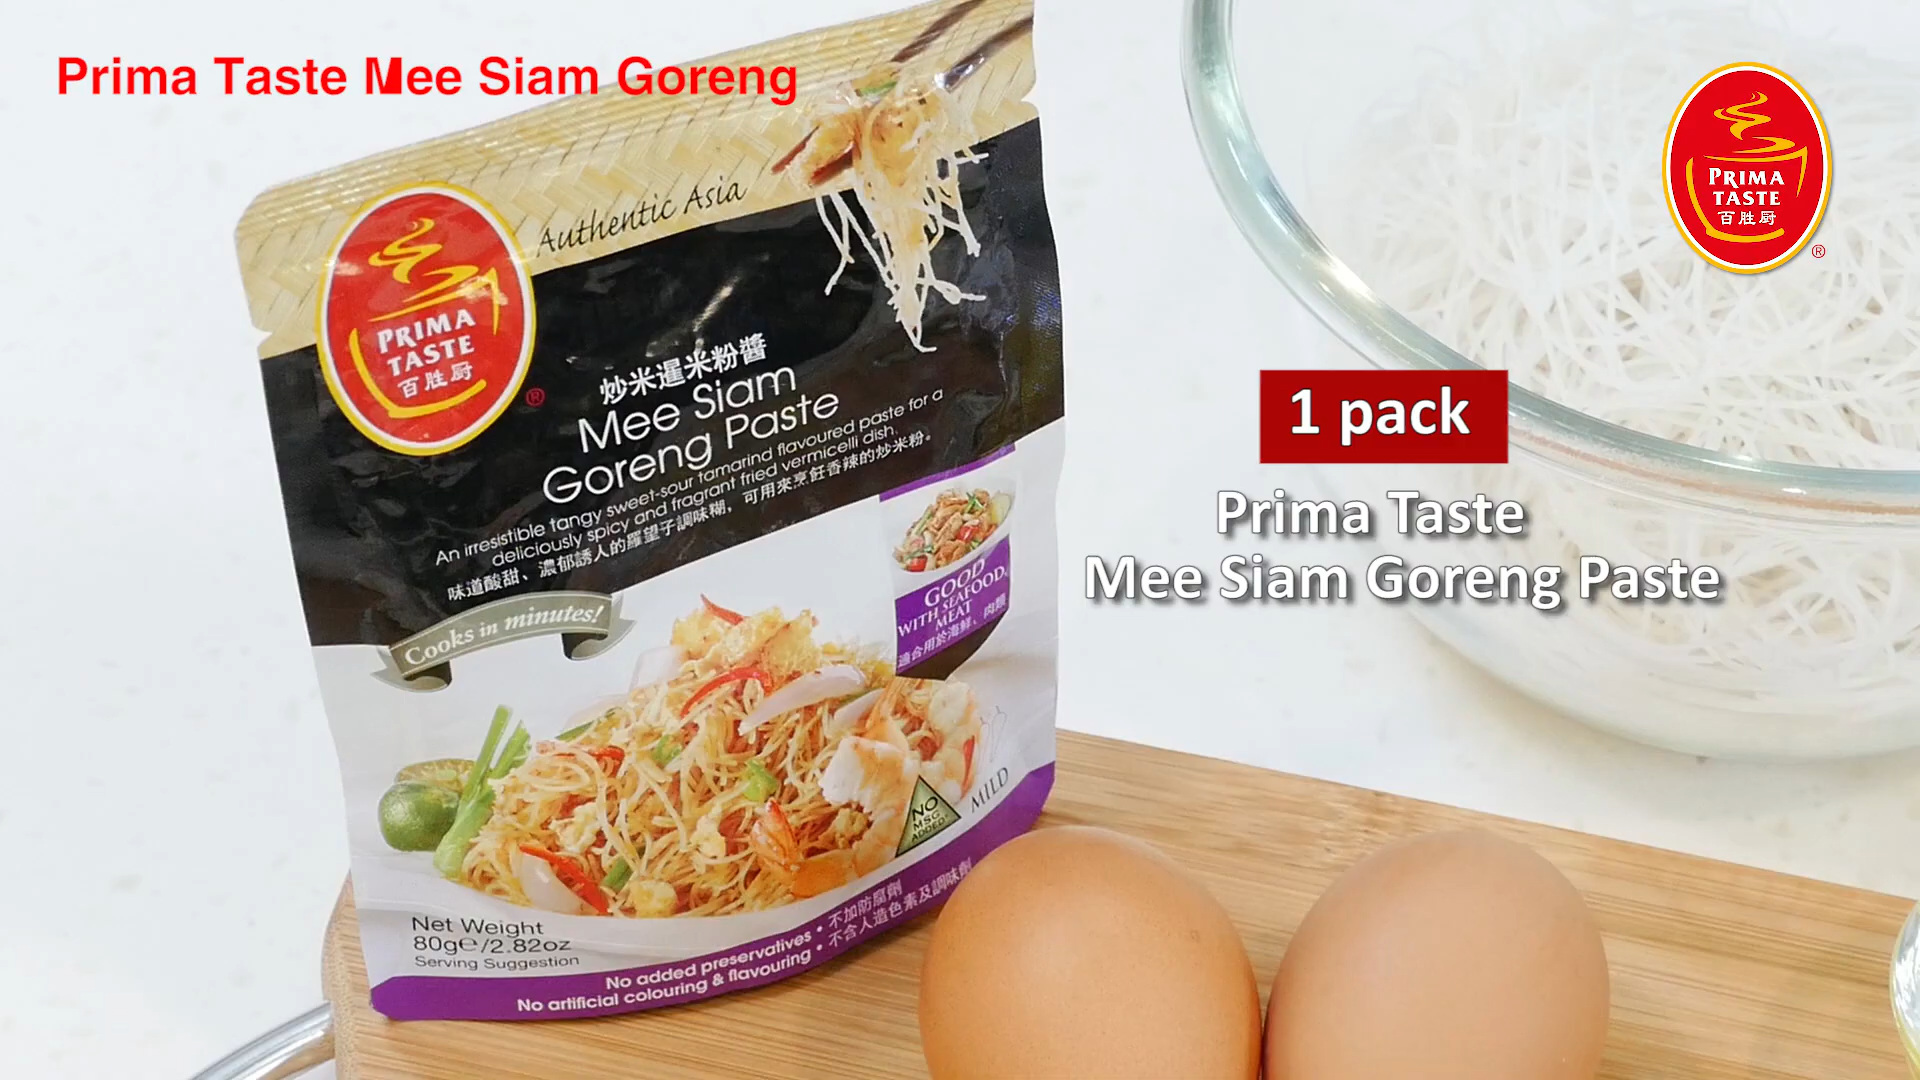 Prima Taste Mee Siam Goreng
PRIMA
TASTE
百胜厨
®
Authentic Asia
PRIMA
TASTE
百胜厨
®
炒米暹米粉醬
Mee Siam
Goreng Paste
An irresistible tangy sweet-sour tamarind flavoured paste for a
deliciously spicy and fragrant fried vermicelli dish.
味道酸甜、濃郁誘人的羅望子調味糊，可用來烹飪香辣的炒米粉。
Cooks in minutes!
GOOD
WITH SEAFOOD,
MEAT
適合用於海鮮、肉類
1 pack
Prima Taste
Mee Siam Goreng Paste
NO
MSG
ADDED
MILD
Net Weight
80g℮/2.82oz
Serving Suggestion
No added preservatives • 不加防腐劑
No artificial colouring & flavouring • 不含人造色素及調味劑